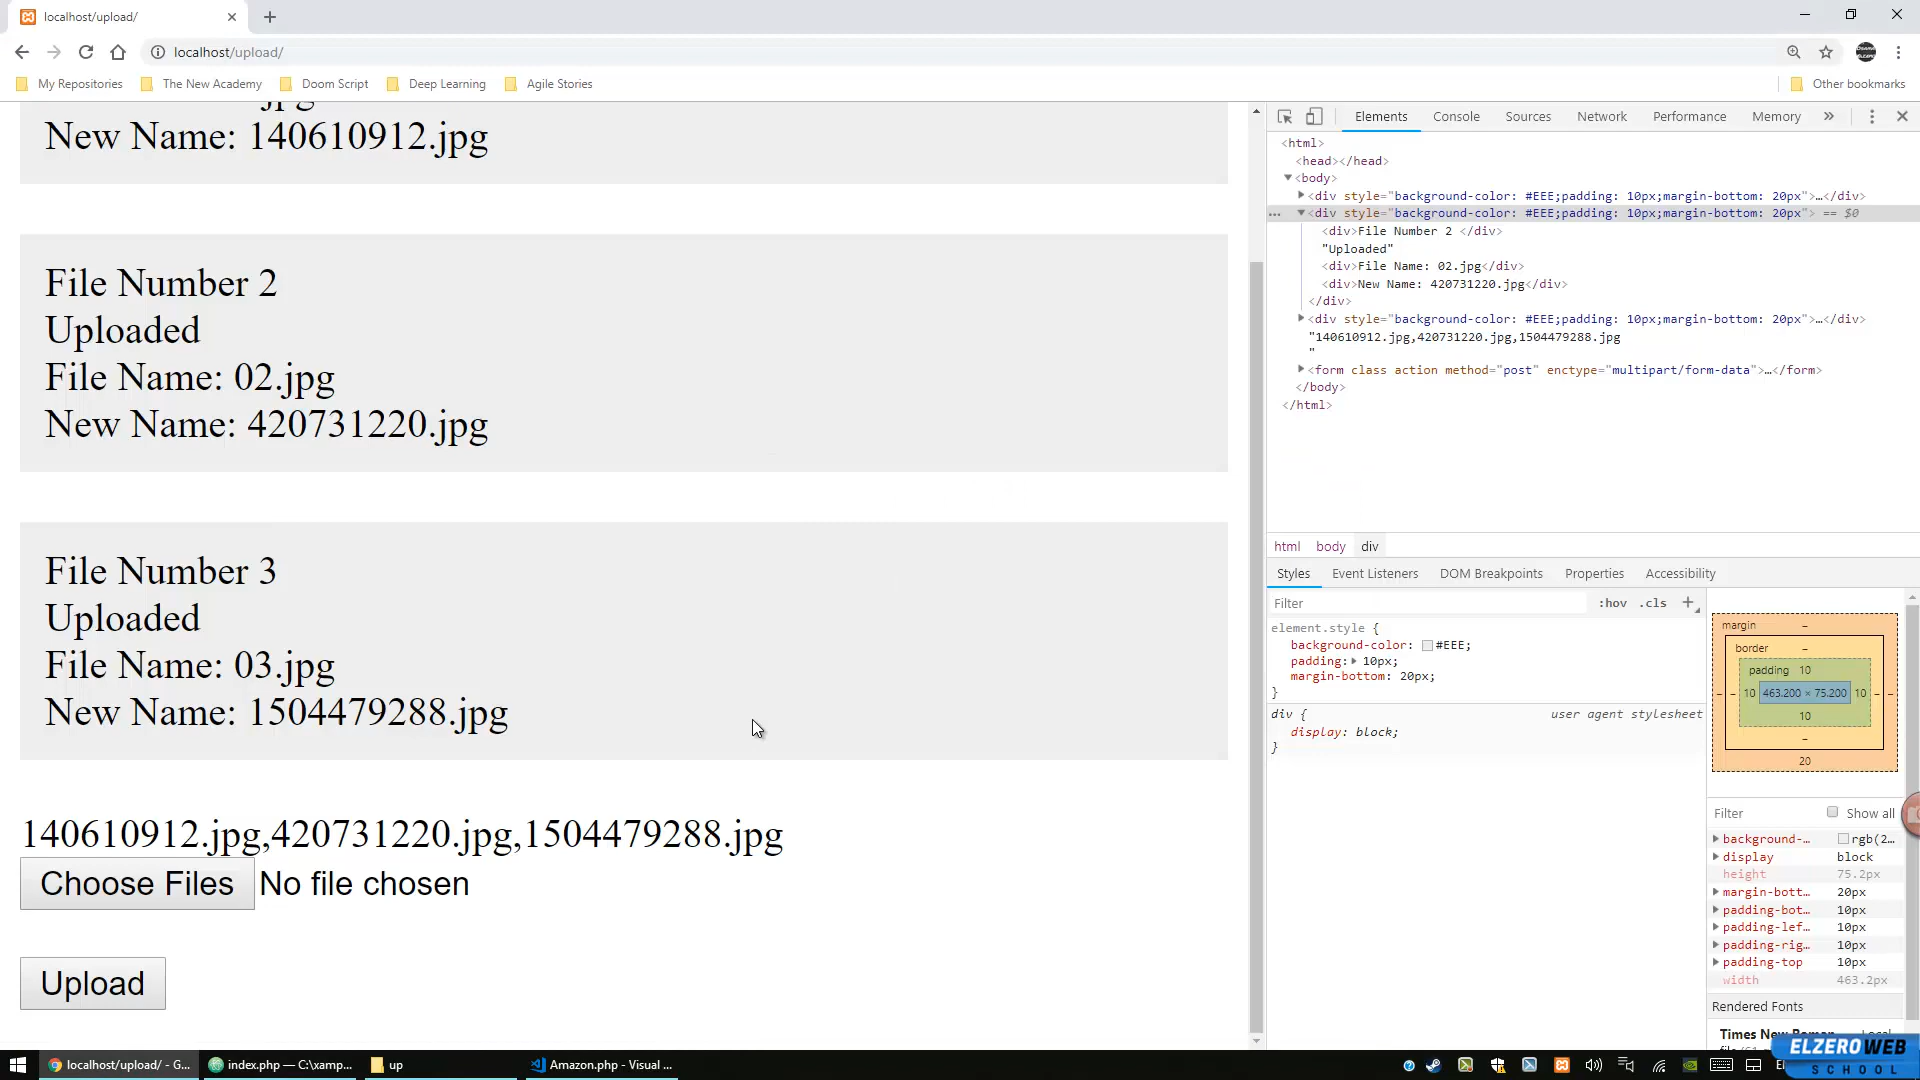 localhost/upload/
localhost/upload/
My Repositories
The New Academy
Doom Script
Deep Learning
Agile Stories
Other bookmarks
New Name: 140610912.jpg
File Number 2
Uploaded
File Name: 02.jpg
New Name: 420731220.jpg
File Number 3
Uploaded
File Name: 03.jpg
New Name: 1504479288.jpg
140610912.jpg,420731220.jpg,1504479288.jpg
Choose Files No file chosen
Upload
Elements Console Sources Network Performance Memory »
<html>
<head></head>
<body>
<div style="background-color: #EEE;padding: 10px;margin-bottom: 20px">…</div>
<div style="background-color: #EEE;padding: 10px;margin-bottom: 20px"> == $0
<div>File Number 2 </div>
"Uploaded"
<div>File Name: 02.jpg</div>
<div>New Name: 420731220.jpg</div>
</div>
<div style="background-color: #EEE;padding: 10px;margin-bottom: 20px">…</div>
"140610912.jpg,420731220.jpg,1504479288.jpg
"
<form class action method="post" enctype="multipart/form-data">…</form>
</body>
</html>
html body div
Styles Event Listeners DOM Breakpoints Properties Accessibility
Filter :hov .cls +
element.style {
background-color: #EEE;
padding: 10px;
margin-bottom: 20px;
}
div { user agent stylesheet
display: block;
}
margin –
border –
padding 10
– – 10 463.200 × 75.200 10 – –
10
–
20
Filter Show all
background-… rgb(2…
display block
height 75.2px
margin-bott… 20px
padding-bot… 10px
padding-lef… 10px
padding-rig… 10px
padding-top 10px
width 463.2px
Rendered Fonts
Times New Roman
localhost/upload/ - G...
index.php — C:\xamp...
up
Amazon.php - Visual ...
ELZEROWEB
SCHOOL